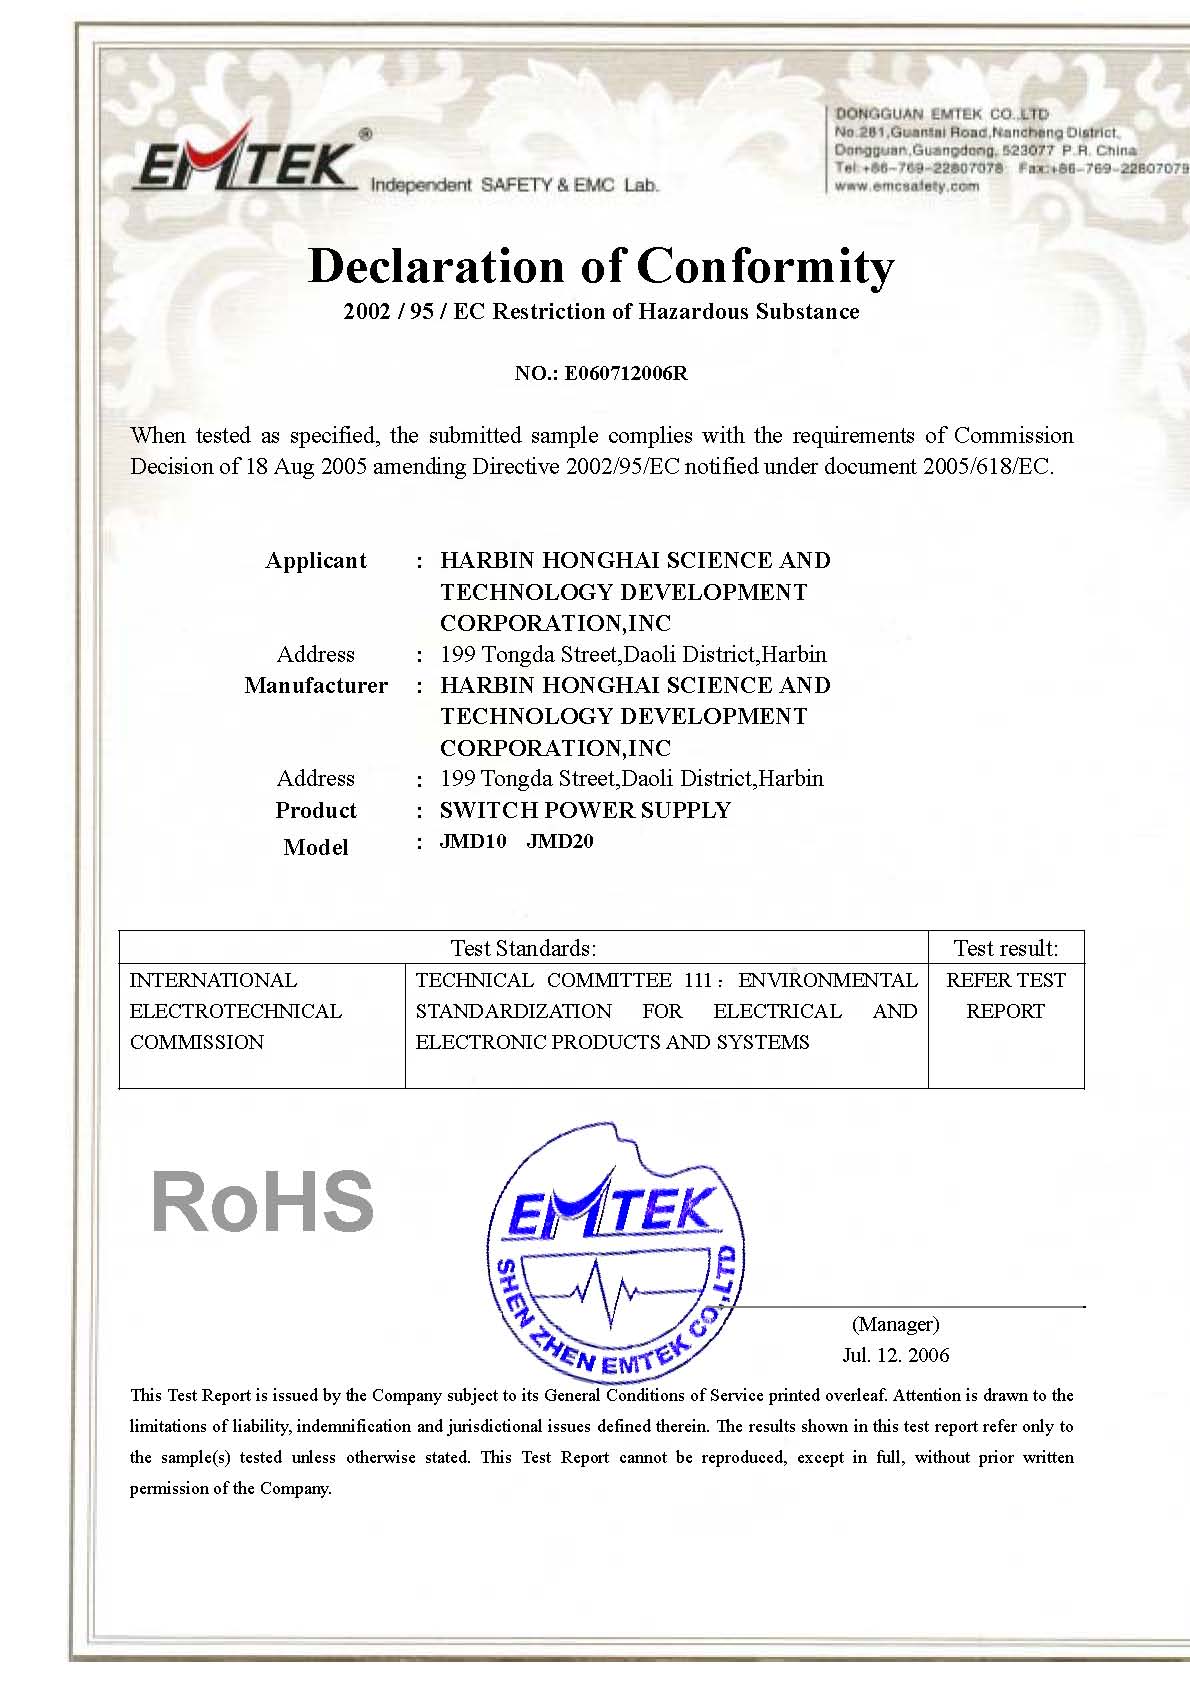 EMTEK ®
Independent SAFETY & EMC Lab.
DONGGUAN EMTEK CO.,LTD
No.281,Guantai Road,Nancheng District,
Dongguan,Guangdong, 523077 P.R. China
Tel:+86-769-22807078 Fax:+86-769-22807079
www.emcsafety.com
Declaration of Conformity
2002 / 95 / EC Restriction of Hazardous Substance
NO.: E060712006R
When tested as specified, the submitted sample complies with the requirements of Commission
Decision of 18 Aug 2005 amending Directive 2002/95/EC notified under document 2005/618/EC.
Applicant : HARBIN HONGHAI SCIENCE AND
TECHNOLOGY DEVELOPMENT
CORPORATION,INC
Address : 199 Tongda Street,Daoli District,Harbin
Manufacturer : HARBIN HONGHAI SCIENCE AND
TECHNOLOGY DEVELOPMENT
CORPORATION,INC
Address : 199 Tongda Street,Daoli District,Harbin
Product : SWITCH POWER SUPPLY
Model : JMD10 JMD20
Test Standards: Test result:
INTERNATIONAL TECHNICAL COMMITTEE 111：ENVIRONMENTAL REFER TEST
ELECTROTECHNICAL STANDARDIZATION FOR ELECTRICAL AND REPORT
COMMISSION ELECTRONIC PRODUCTS AND SYSTEMS
RoHS
EMTEK
SHEN ZHEN EMTEK CO.,LTD
(Manager)
Jul. 12. 2006
This Test Report is issued by the Company subject to its General Conditions of Service printed overleaf. Attention is drawn to the
limitations of liability, indemnification and jurisdictional issues defined therein. The results shown in this test report refer only to
the sample(s) tested unless otherwise stated. This Test Report cannot be reproduced, except in full, without prior written
permission of the Company.